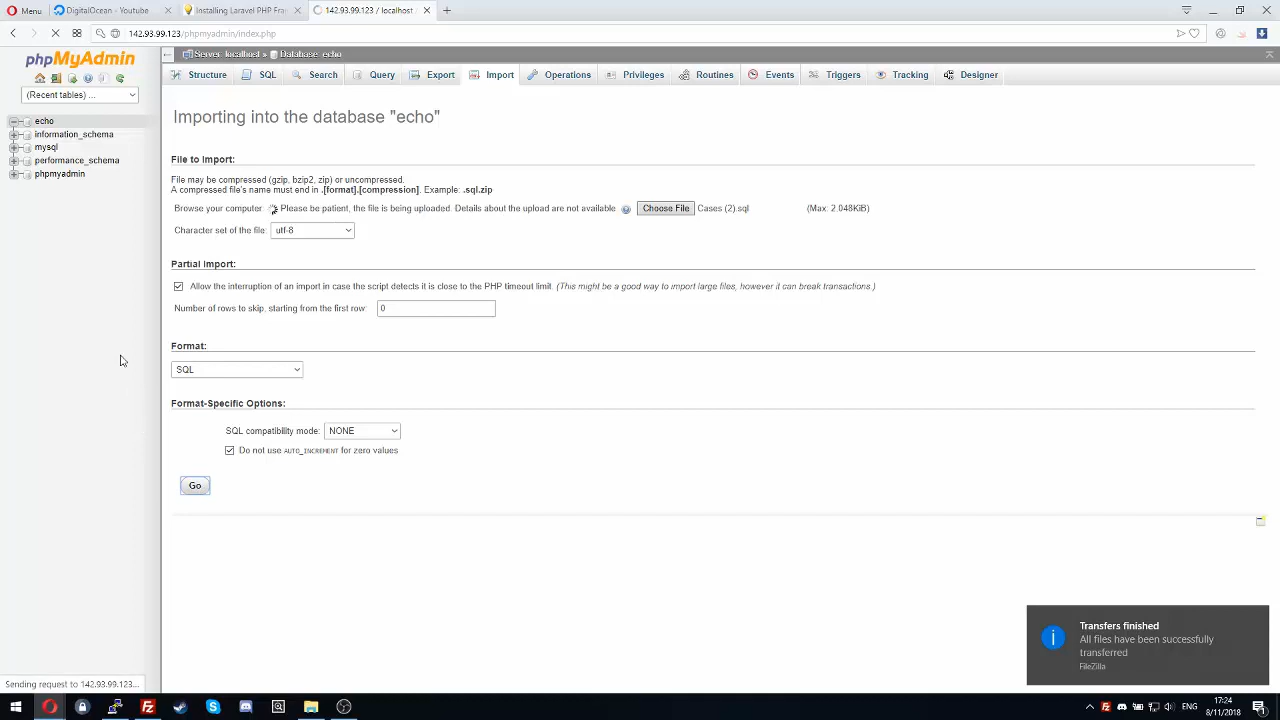 Menu
DigitalOcean - Youtube
Installing Laravel PHP Fra
142.93.99.123 / localhost
142.93.99.123/phpmyadmin/index.php
phpMyAdmin
Server: localhost » Database: echo
Structure SQL Search Query Export Import Operations Privileges Routines Events Triggers Tracking Designer
(Recent tables) ...
echo
information_schema
mysql
performance_schema
phpmyadmin
Importing into the database "echo"
File to Import:
File may be compressed (gzip, bzip2, zip) or uncompressed.
A compressed file's name must end in .[format].[compression]. Example: .sql.zip
Browse your computer: Please be patient, the file is being uploaded. Details about the upload are not available Choose File Cases (2).sql (Max: 2,048KiB)
Character set of the file: utf-8
Partial Import:
Allow the interruption of an import in case the script detects it is close to the PHP timeout limit. (This might be a good way to import large files, however it can break transactions.)
Number of rows to skip, starting from the first row: 0
Format:
SQL
Format-Specific Options:
SQL compatibility mode: NONE
Do not use AUTO_INCREMENT for zero values
Go
Transfers finished
All files have been successfully
transferred
FileZilla
Sending request to 142.93.99.123...
ENG
17:24
8/11/2018